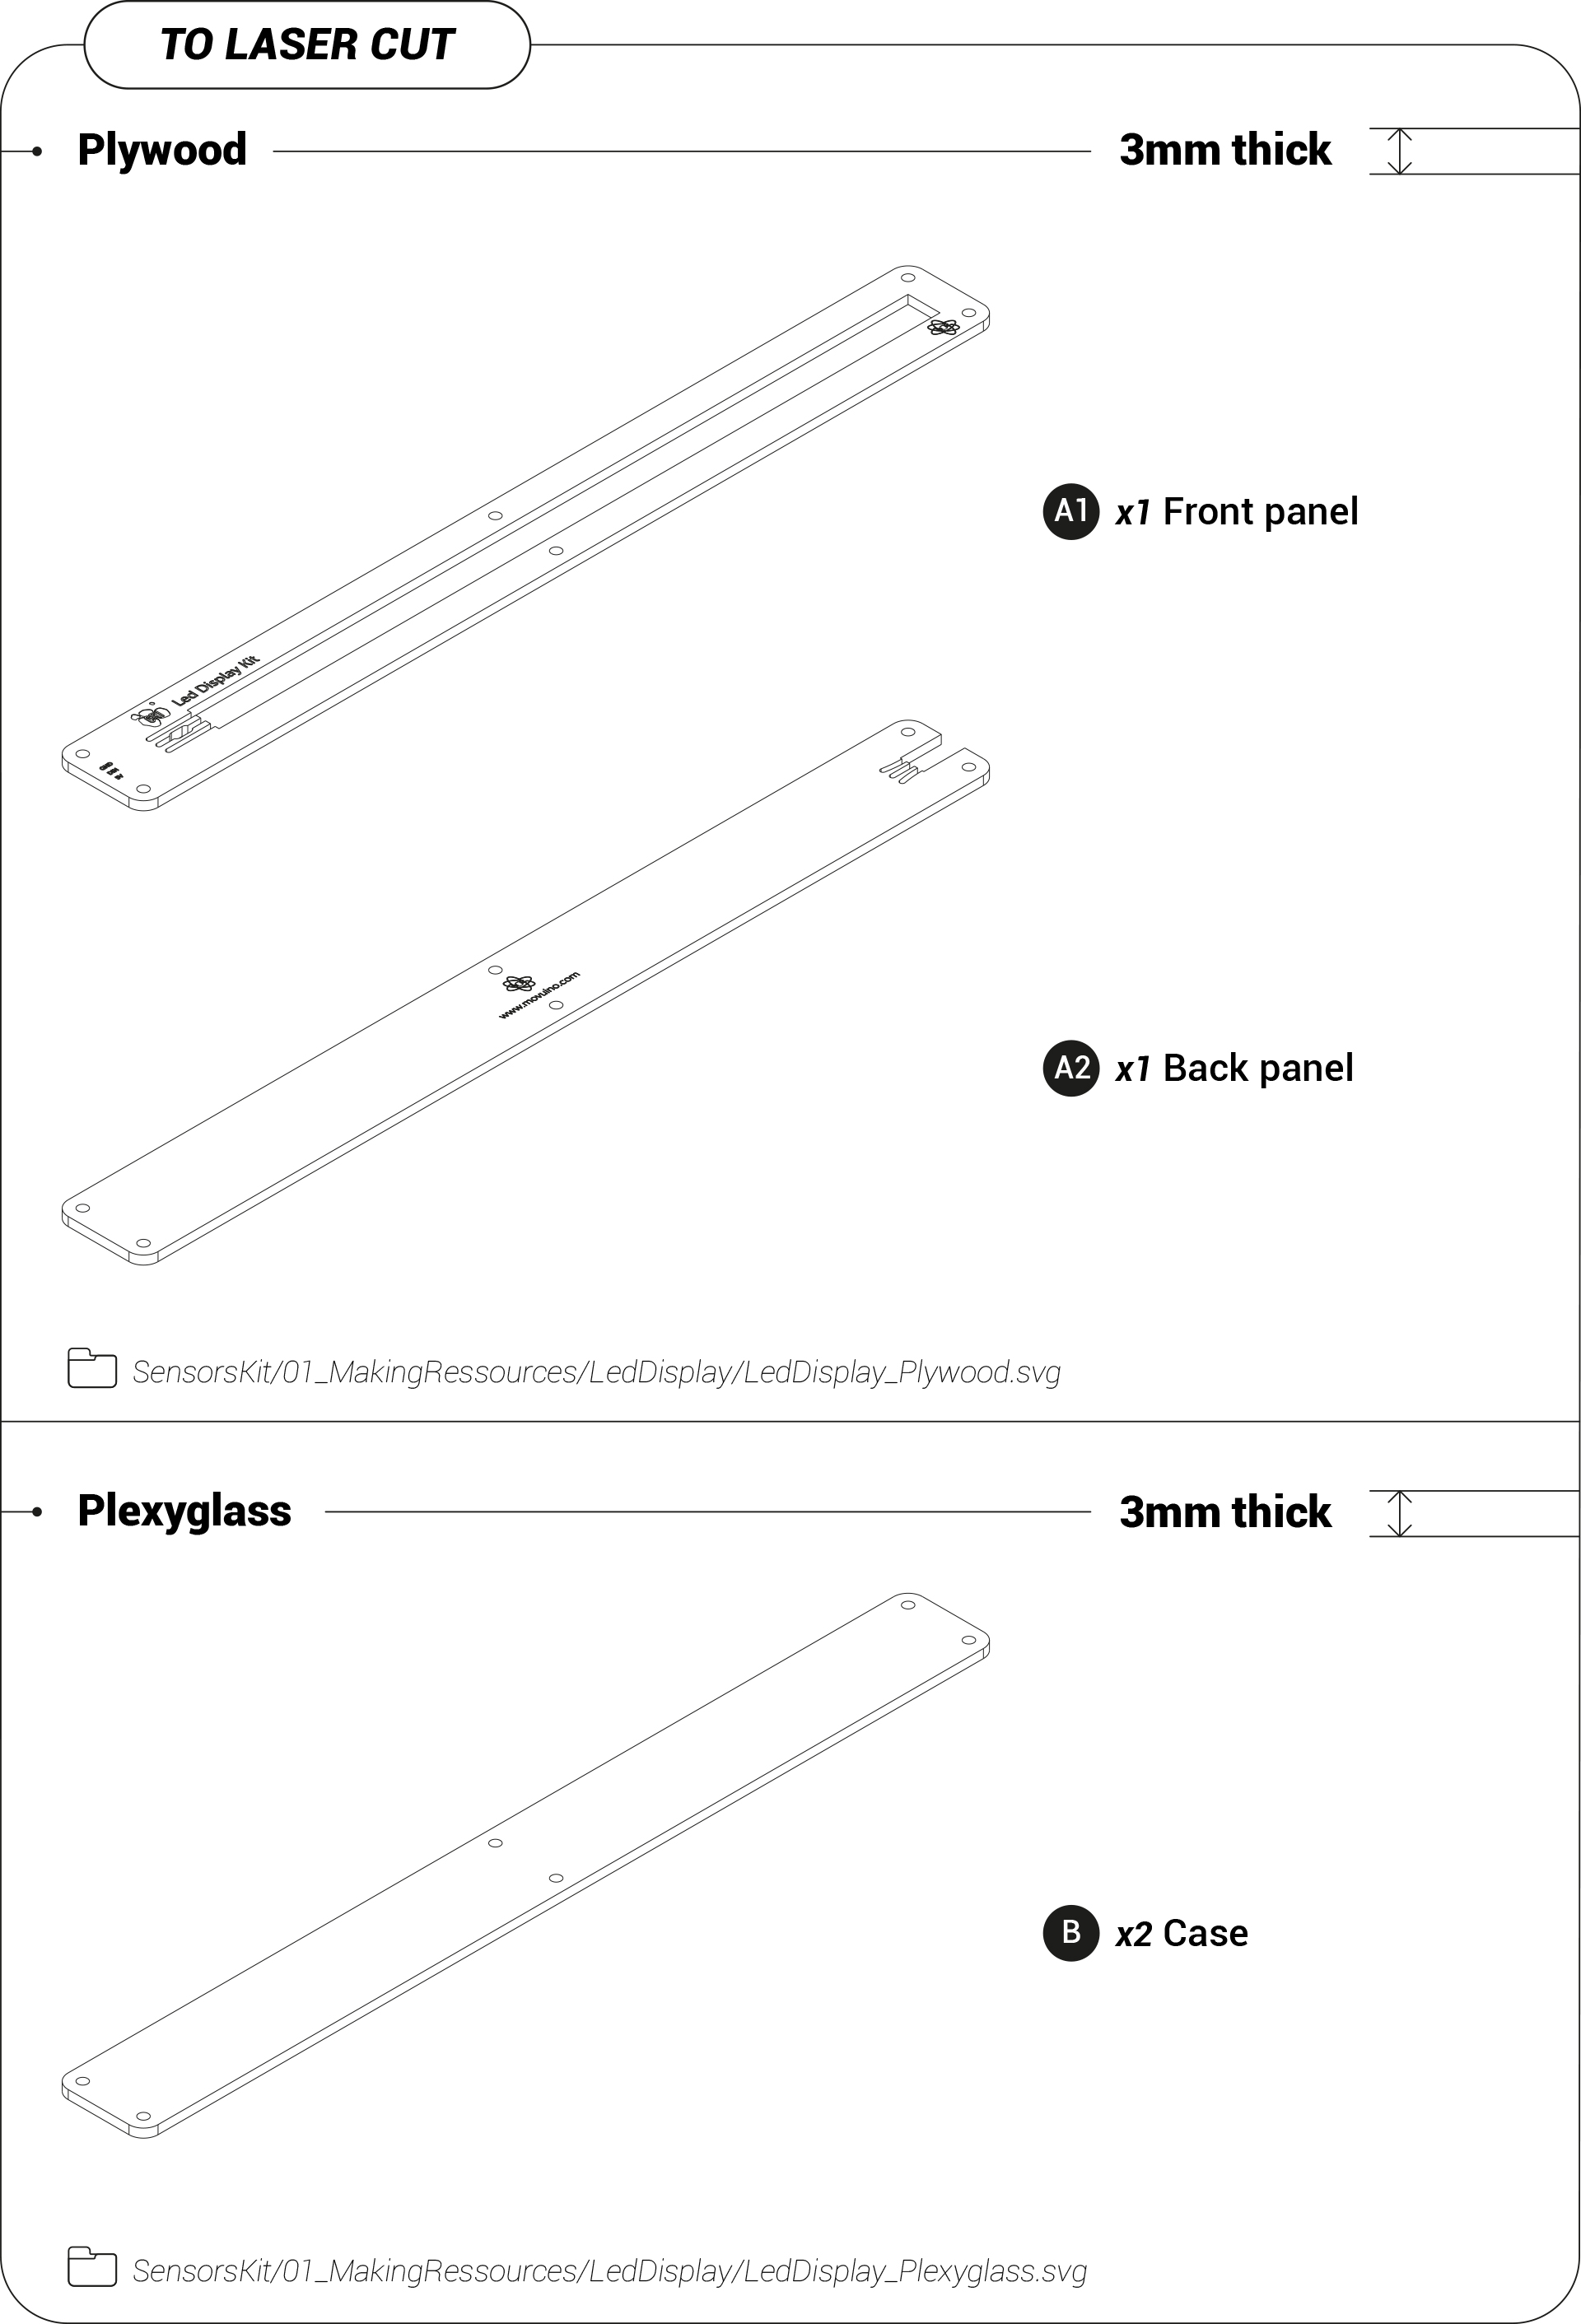 TO LASER CUT
Plywood
3mm thick
Led Display Kit
A1 x1 Front panel
www.movuino.com
A2 x1 Back panel
SensorsKit/01_MakingRessources/LedDisplay/LedDisplay_Plywood.svg
Plexyglass
3mm thick
B x2 Case
SensorsKit/01_MakingRessources/LedDisplay/LedDisplay_Plexyglass.svg